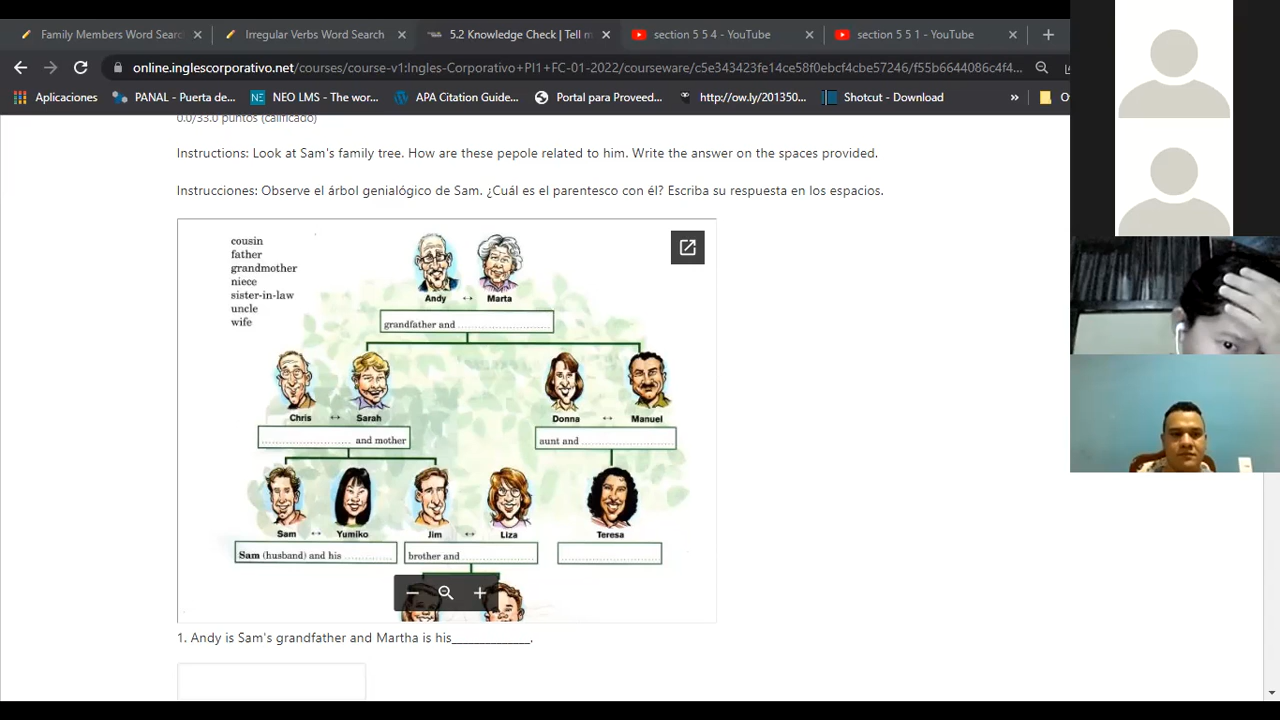 Family Members Word Searc
Irregular Verbs Word Search
5.2 Knowledge Check | Tell m
section 5 5 4 - YouTube
section 5 5 1 - YouTube
online.inglescorporativo.net/courses/course-v1:Ingles-Corporativo+PI1+FC-01-2022/courseware/c5e343423fe14ce58f0ebcf4cbe57246/f55b6644086c4f4...
Aplicaciones
PANAL - Puerta de...
NEO LMS - The wor...
APA Citation Guide...
Portal para Proveed...
http://ow.ly/201350...
Shotcut - Download
»
O
0.0/33.0 puntos (calificado)
Instructions: Look at Sam's family tree. How are these pepole related to him. Write the answer on the spaces provided.
Instrucciones: Observe el árbol genialógico de Sam. ¿Cuál es el parentesco con él? Escriba su respuesta en los espacios.
cousin
father
grandmother
niece
sister-in-law
uncle
wife
Andy ↔ Marta
grandfather and ........................
Chris ↔ Sarah
Donna ↔ Manuel
........................ and mother
aunt and ........................
Sam ↔ Yumiko
Jim ↔ Liza
Teresa
Sam (husband) and his ............
brother and ...................
........................
1. Andy is Sam's grandfather and Martha is his______________.